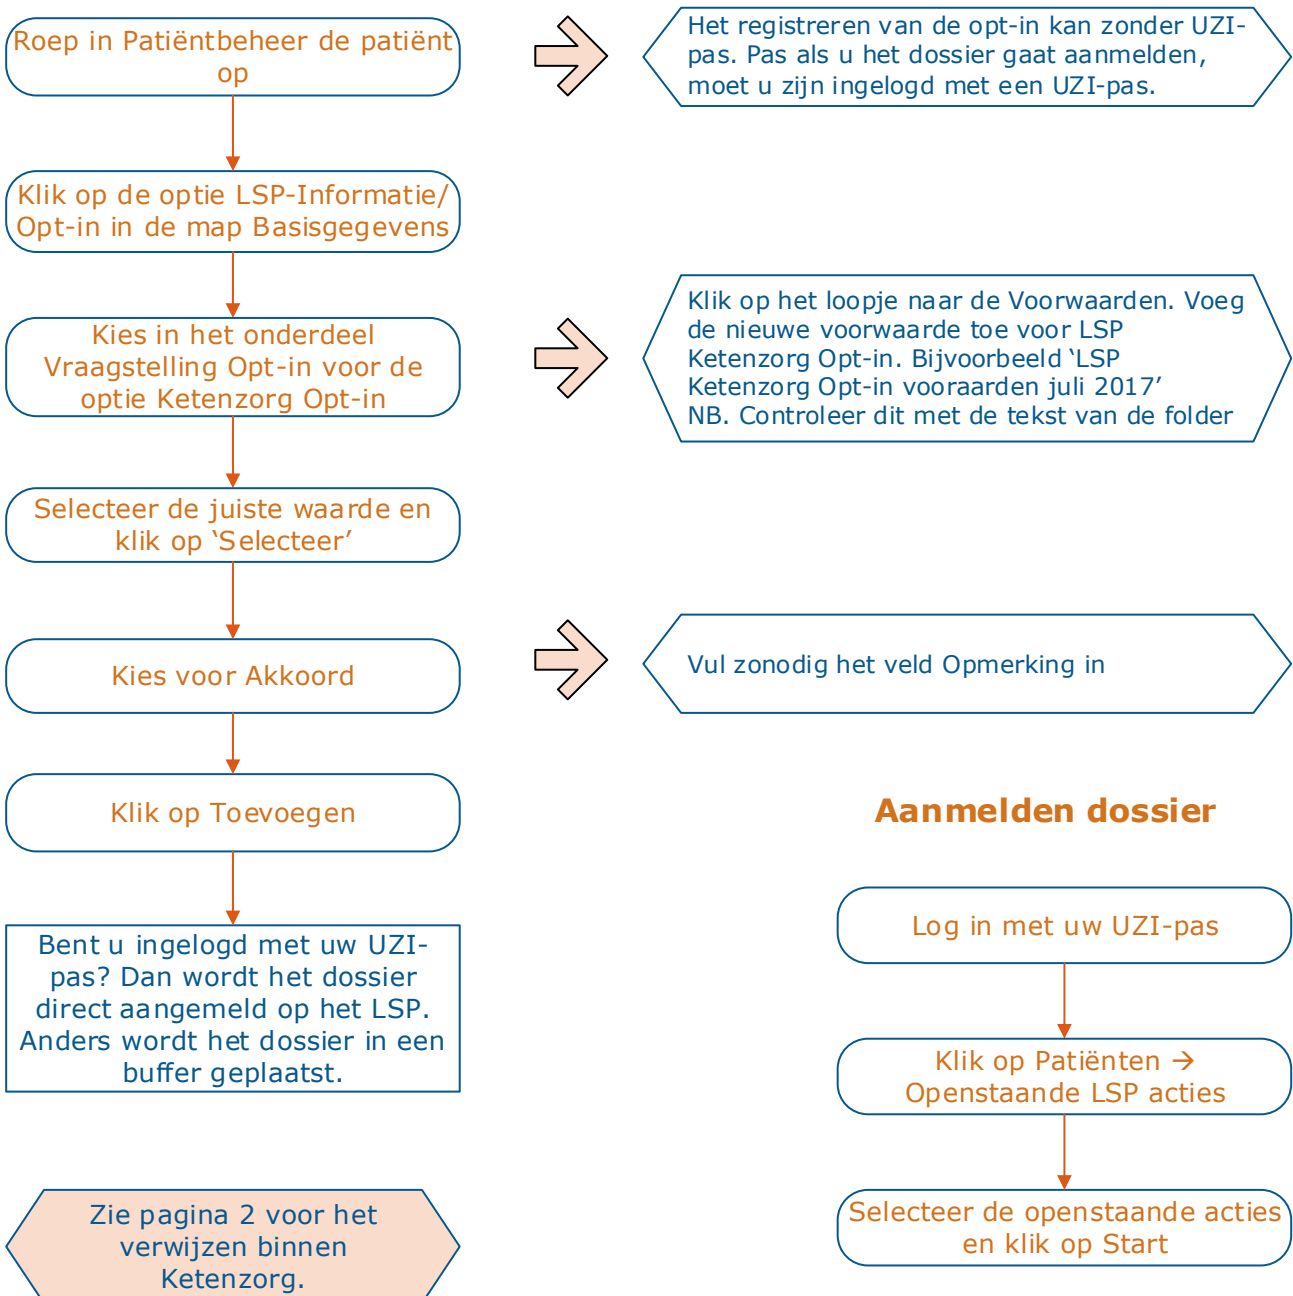 Roep in Patiëntbeheer de patiënt
op
Het registreren van de opt-in kan zonder UZI-
pas. Pas als u het dossier gaat aanmelden,
moet u zijn ingelogd met een UZI-pas.
Klik op de optie LSP-Informatie/
Opt-in in de map Basisgegevens
Kies in het onderdeel
Vraagstelling Opt-in voor de
optie Ketenzorg Opt-in
Klik op het loopje naar de Voorwaarden. Voeg
de nieuwe voorwaarde toe voor LSP
Ketenzorg Opt-in. Bijvoorbeeld ‘LSP
Ketenzorg Opt-in vooraarden juli 2017’
NB. Controleer dit met de tekst van de folder
Selecteer de juiste waarde en
klik op ‘Selecteer’
Kies voor Akkoord
Vul zonodig het veld Opmerking in
Klik op Toevoegen
Bent u ingelogd met uw UZI-
pas? Dan wordt het dossier
direct aangemeld op het LSP.
Anders wordt het dossier in een
buffer geplaatst.
Aanmelden dossier
Log in met uw UZI-pas
Klik op Patiënten →
Openstaande LSP acties
Selecteer de openstaande acties
en klik op Start
Zie pagina 2 voor het
verwijzen binnen
Ketenzorg.